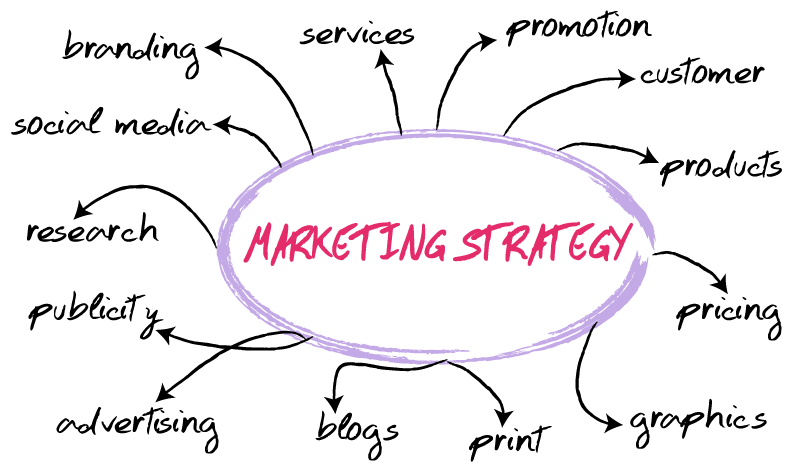 branding
services
promotion
customer
social media
products
research
MARKETING STRATEGY
publicity
pricing
advertising
blogs
print
graphics